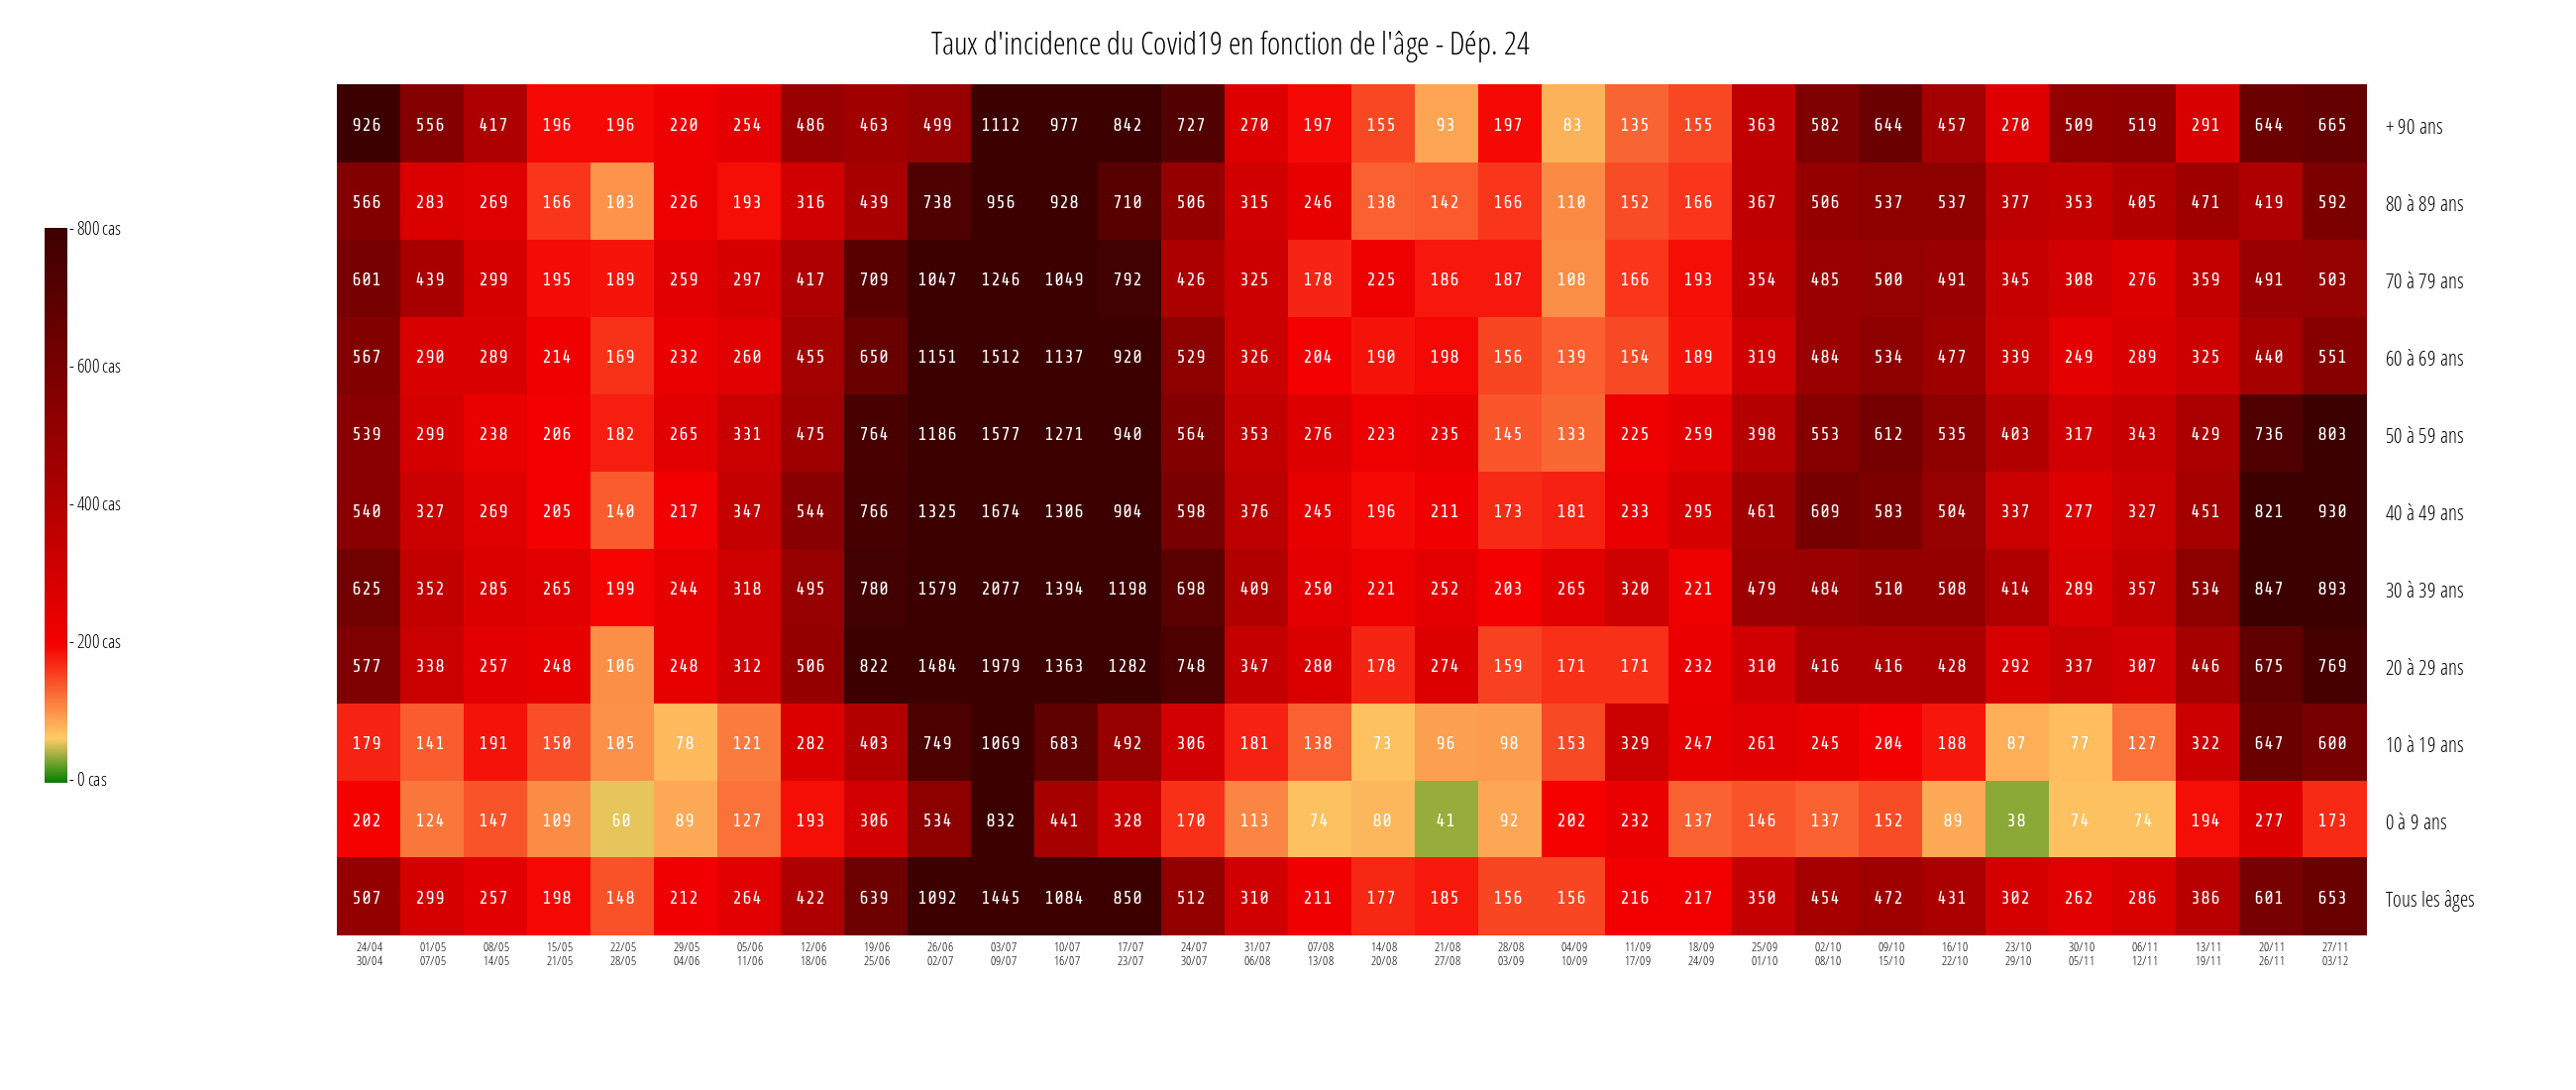 Taux d'incidence du Covid19 en fonction de l'âge - Dép. 24
- 800 cas
- 600 cas
- 400 cas
- 200 cas
- 0 cas
926 556 417 196 196 220 254 486 463 499 1112 977 842 727 270 197 155 93 197 83 135 155 363 582 644 457 270 509 519 291 644 665 + 90 ans
566 283 269 166 103 226 193 316 439 738 956 928 710 506 315 246 138 142 166 110 152 166 367 506 537 537 377 353 405 471 419 592 80 à 89 ans
601 439 299 195 189 259 297 417 709 1047 1246 1049 792 426 325 178 225 186 187 108 166 193 354 485 500 491 345 308 276 359 491 503 70 à 79 ans
567 290 289 214 169 232 260 455 650 1151 1512 1137 920 529 326 204 190 198 156 139 154 189 319 484 534 477 339 249 289 325 440 551 60 à 69 ans
539 299 238 206 182 265 331 475 764 1186 1577 1271 940 564 353 276 223 235 145 133 225 259 398 553 612 535 403 317 343 429 736 803 50 à 59 ans
540 327 269 205 140 217 347 544 766 1325 1674 1306 904 598 376 245 196 211 173 181 233 295 461 609 583 504 337 277 327 451 821 930 40 à 49 ans
625 352 285 265 199 244 318 495 780 1579 2077 1394 1198 698 409 250 221 252 203 265 320 221 479 484 510 508 414 289 357 534 847 893 30 à 39 ans
577 338 257 248 106 248 312 506 822 1484 1979 1363 1282 748 347 280 178 274 159 171 171 232 310 416 416 428 292 337 307 446 675 769 20 à 29 ans
179 141 191 150 105 78 121 282 403 749 1069 683 492 306 181 138 73 96 98 153 329 247 261 245 204 188 87 77 127 322 647 600 10 à 19 ans
202 124 147 109 60 89 127 193 306 534 832 441 328 170 113 74 80 41 92 202 232 137 146 137 152 89 38 74 74 194 277 173 0 à 9 ans
507 299 257 198 148 212 264 422 639 1092 1445 1084 850 512 310 211 177 185 156 156 216 217 350 454 472 431 302 262 286 386 601 653 Tous les âges
24/04 01/05 08/05 15/05 22/05 29/05 05/06 12/06 19/06 26/06 03/07 10/07 17/07 24/07 31/07 07/08 14/08 21/08 28/08 04/09 11/09 18/09 25/09 02/10 09/10 16/10 23/10 30/10 06/11 13/11 20/11 27/11
30/04 07/05 14/05 21/05 28/05 04/06 11/06 18/06 25/06 02/07 09/07 16/07 23/07 30/07 06/08 13/08 20/08 27/08 03/09 10/09 17/09 24/09 01/10 08/10 15/10 22/10 29/10 05/11 12/11 19/11 26/11 03/12